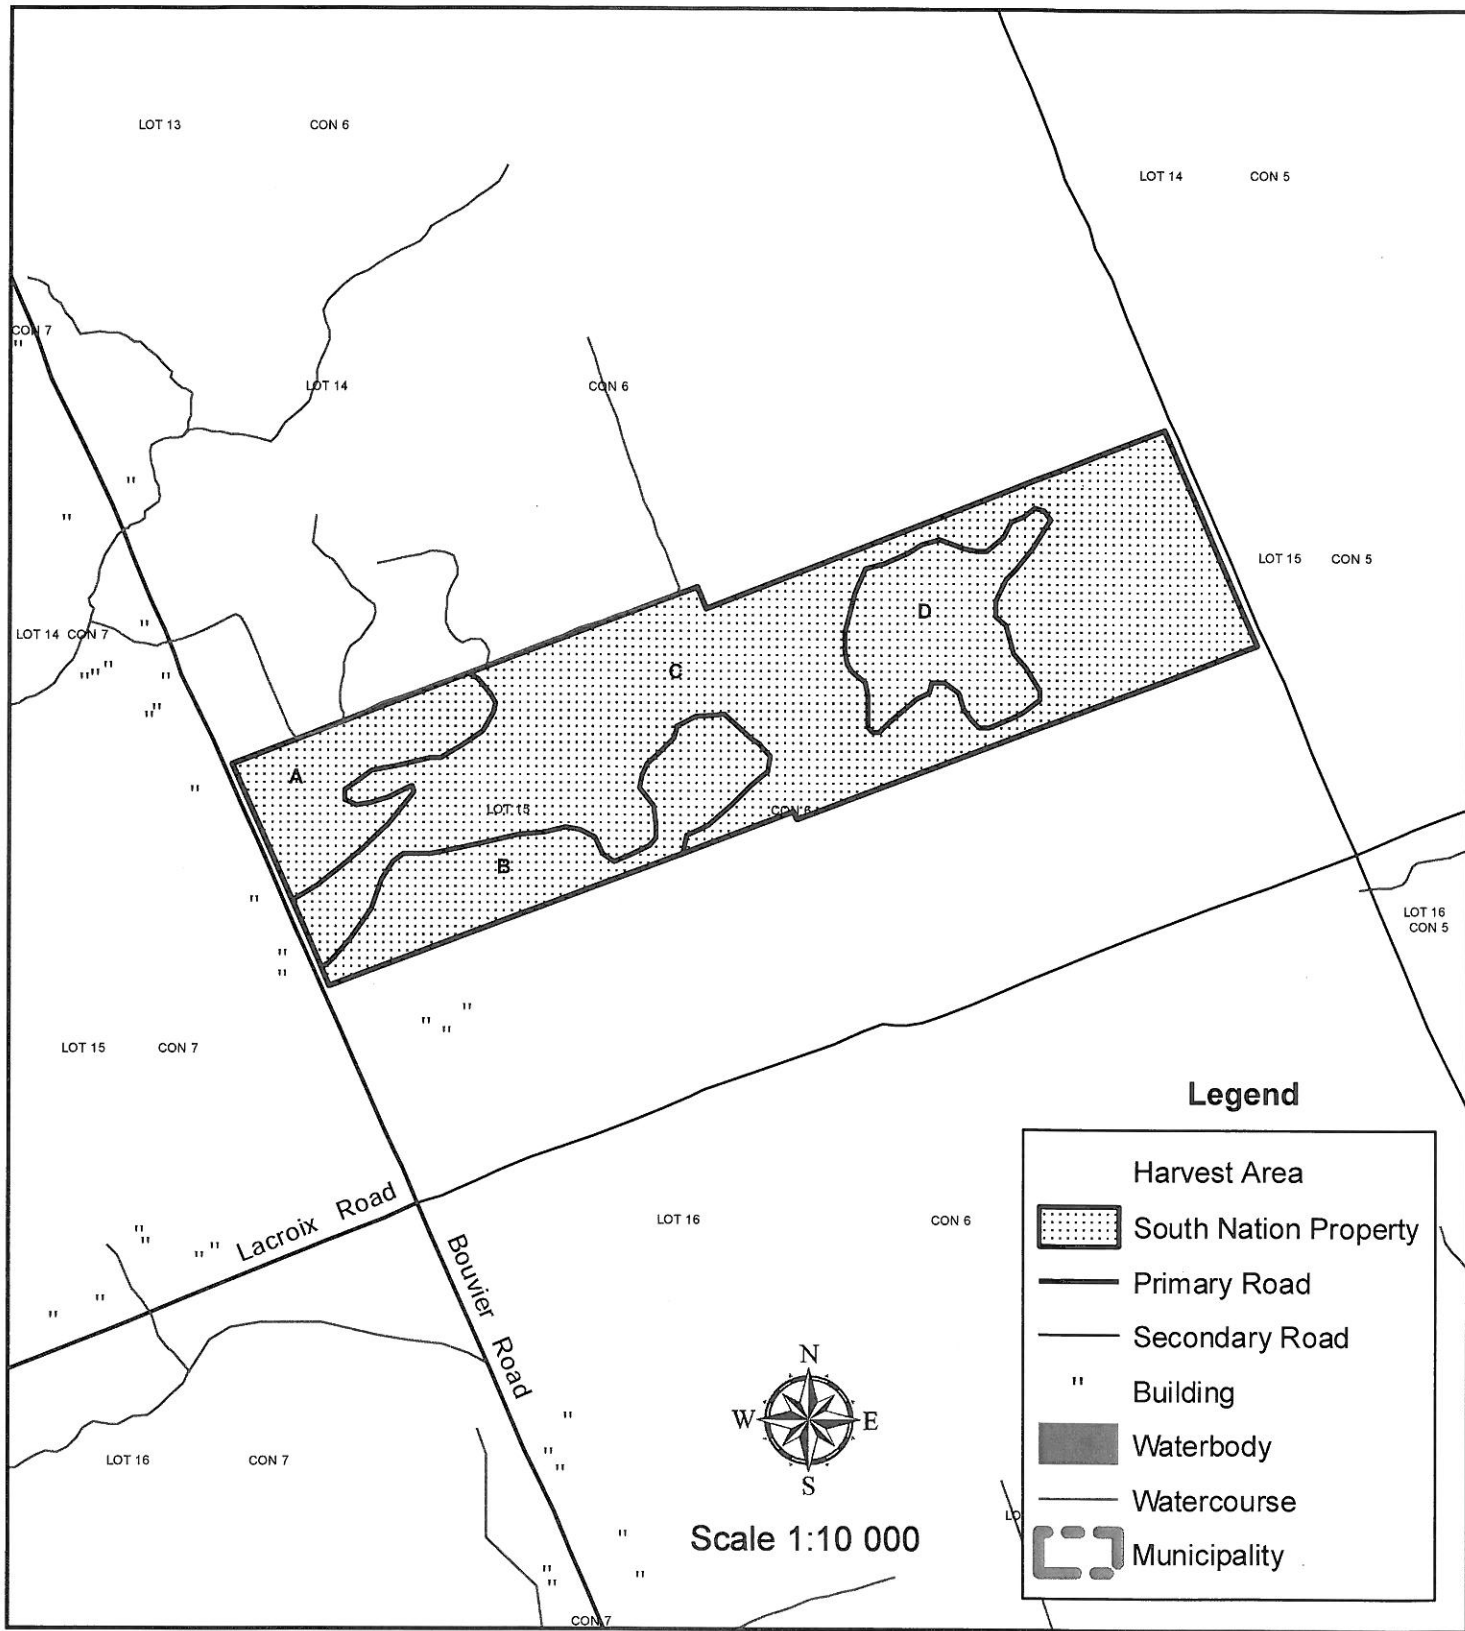 LOT 13 CON 6
LOT 14 CON 5
CON 7
"
LOT 14 CON 6
"
"
LOT 15 CON 5
D
"
LOT 14 CON 7
" " " "
C
" "
A
"
LOT 15 CON 6
B
"
"
"
LOT 16
CON 5
"
" "
LOT 15 CON 7
Legend
Harvest Area
South Nation Property
Primary Road
Secondary Road
" Building
Waterbody
Watercourse
Municipality
Lacroix Road
LOT 16 CON 6
"
"
" "
Bouvier Road
"
"
N
W E
S
"
"
"
LOT 16 CON 7
Scale 1:10 000
"
"
"
"
CON 7